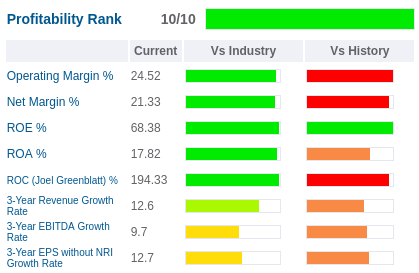 Profitability Rank 10/10
Current Vs Industry Vs History
Operating Margin % 24.52
Net Margin % 21.33
ROE % 68.38
ROA % 17.82
ROC (Joel Greenblatt) % 194.33
3-Year Revenue Growth
Rate 12.6
3-Year EBITDA Growth
Rate 9.7
3-Year EPS without NRI
Growth Rate 12.7